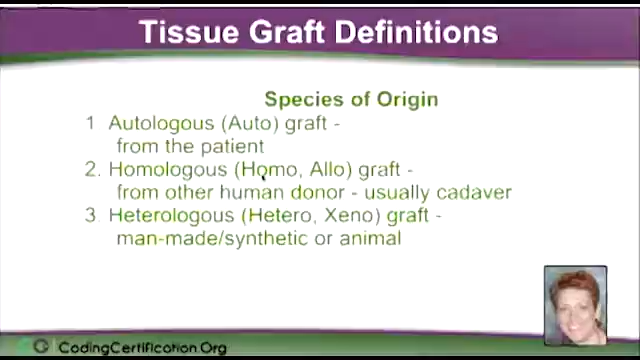 Tissue Graft Definitions
Species of Origin
1 Autologous (Auto) graft -
from the patient
2. Homologous (Homo, Allo) graft -
from other human donor - usually cadaver
3. Heterologous (Hetero, Xeno) graft -
man-made/synthetic or animal
CodingCertification.Org